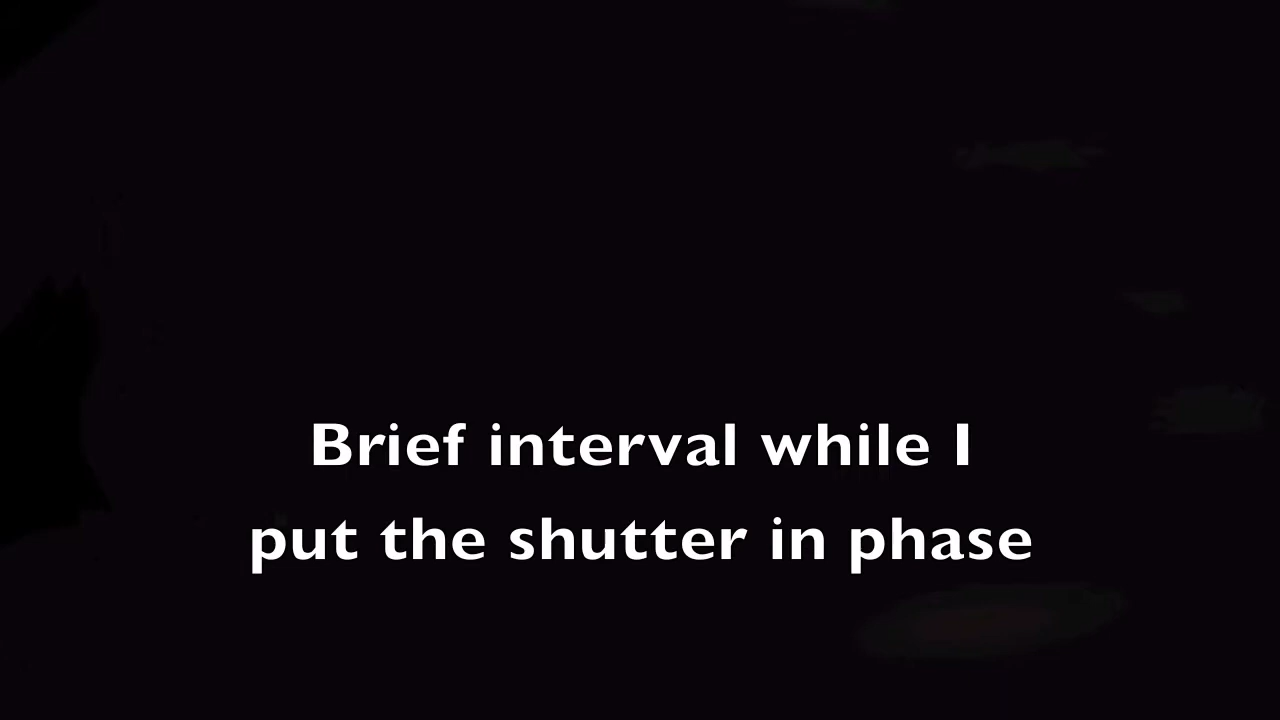 Brief interval while I
put the shutter in phase